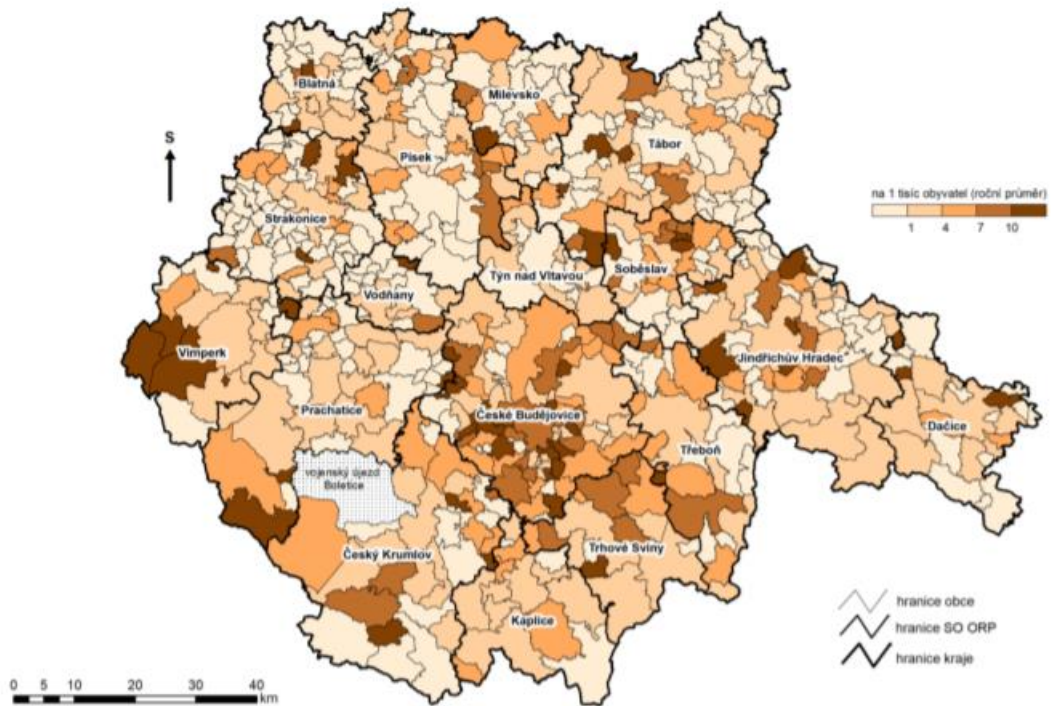 Blatná
Milevsko
S
Tábor
Písek
na 1 tisíc obyvatel (roční průměr)
1 4 7 10
Strakonice
Týn nad Vltavou
Soběslav
Vodňany
Vimperk
Jindřichův Hradec
Prachatice
České Budějovice
Dačice
Třeboň
vojenský újezd
Boletice
Český Krumlov
Trhové Sviny
hranice obce
Kaplice
hranice SO ORP
hranice kraje
0 5 10 20 30 40
km